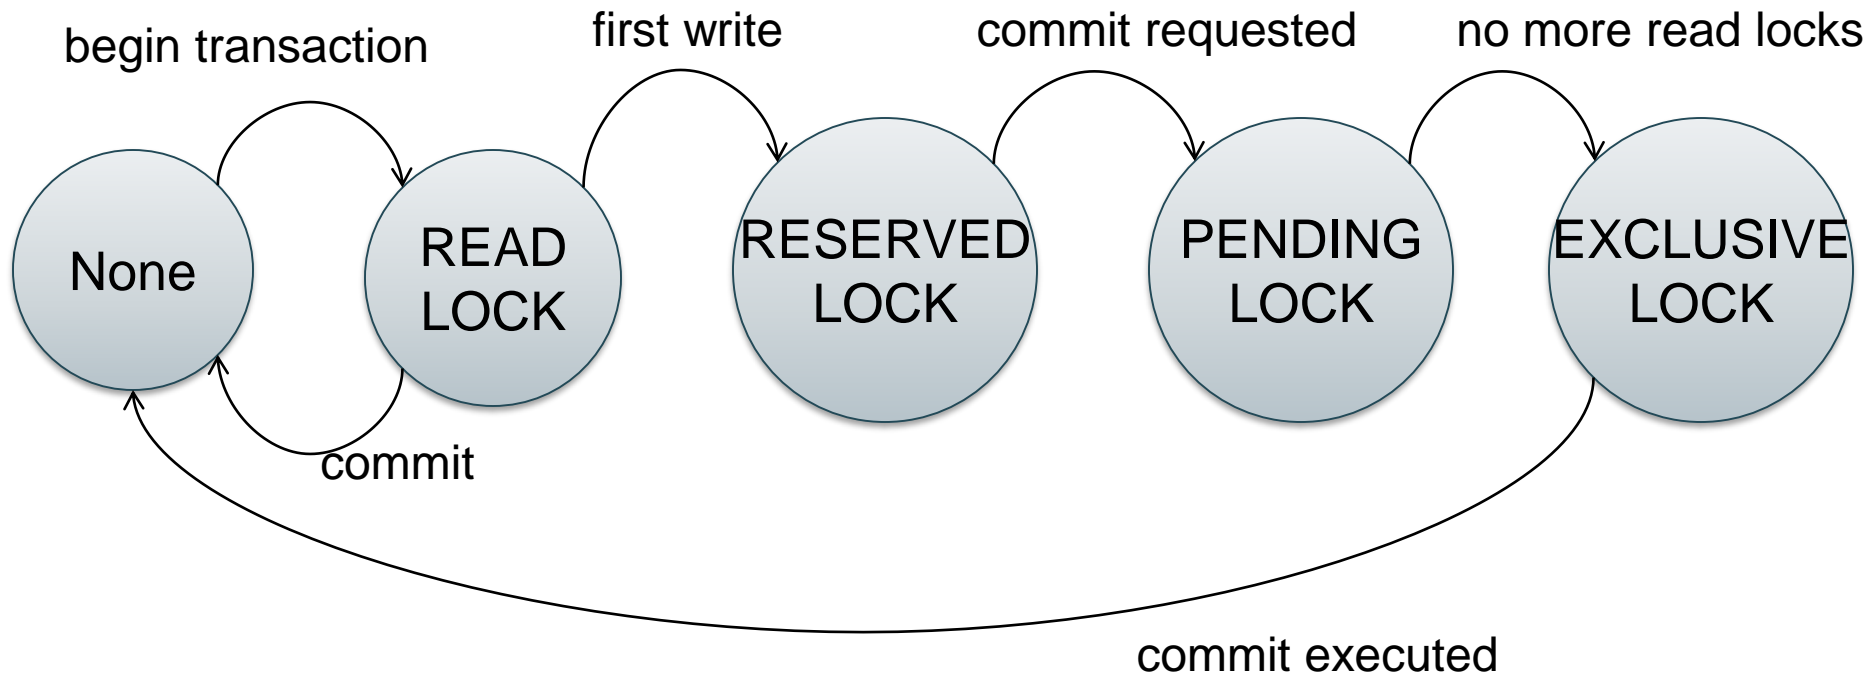 begin transaction
first write
commit requested
no more read locks
None
READ
LOCK
RESERVED
LOCK
PENDING
LOCK
EXCLUSIVE
LOCK
commit
commit executed